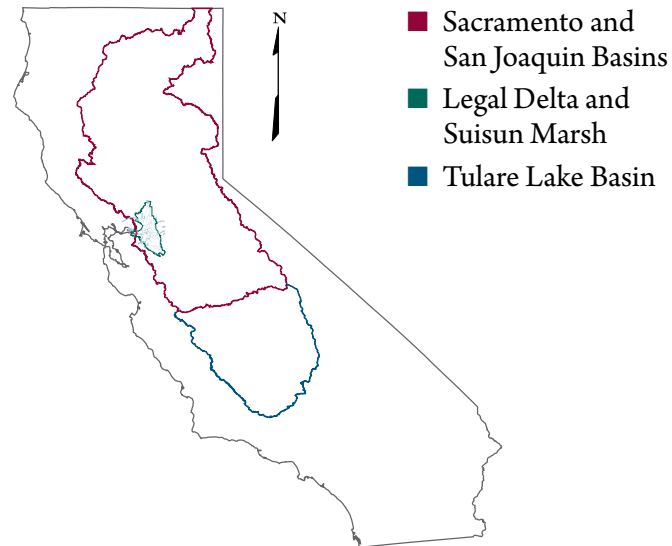 N
Sacramento and
San Joaquin Basins
Legal Delta and
Suisun Marsh
Tulare Lake Basin